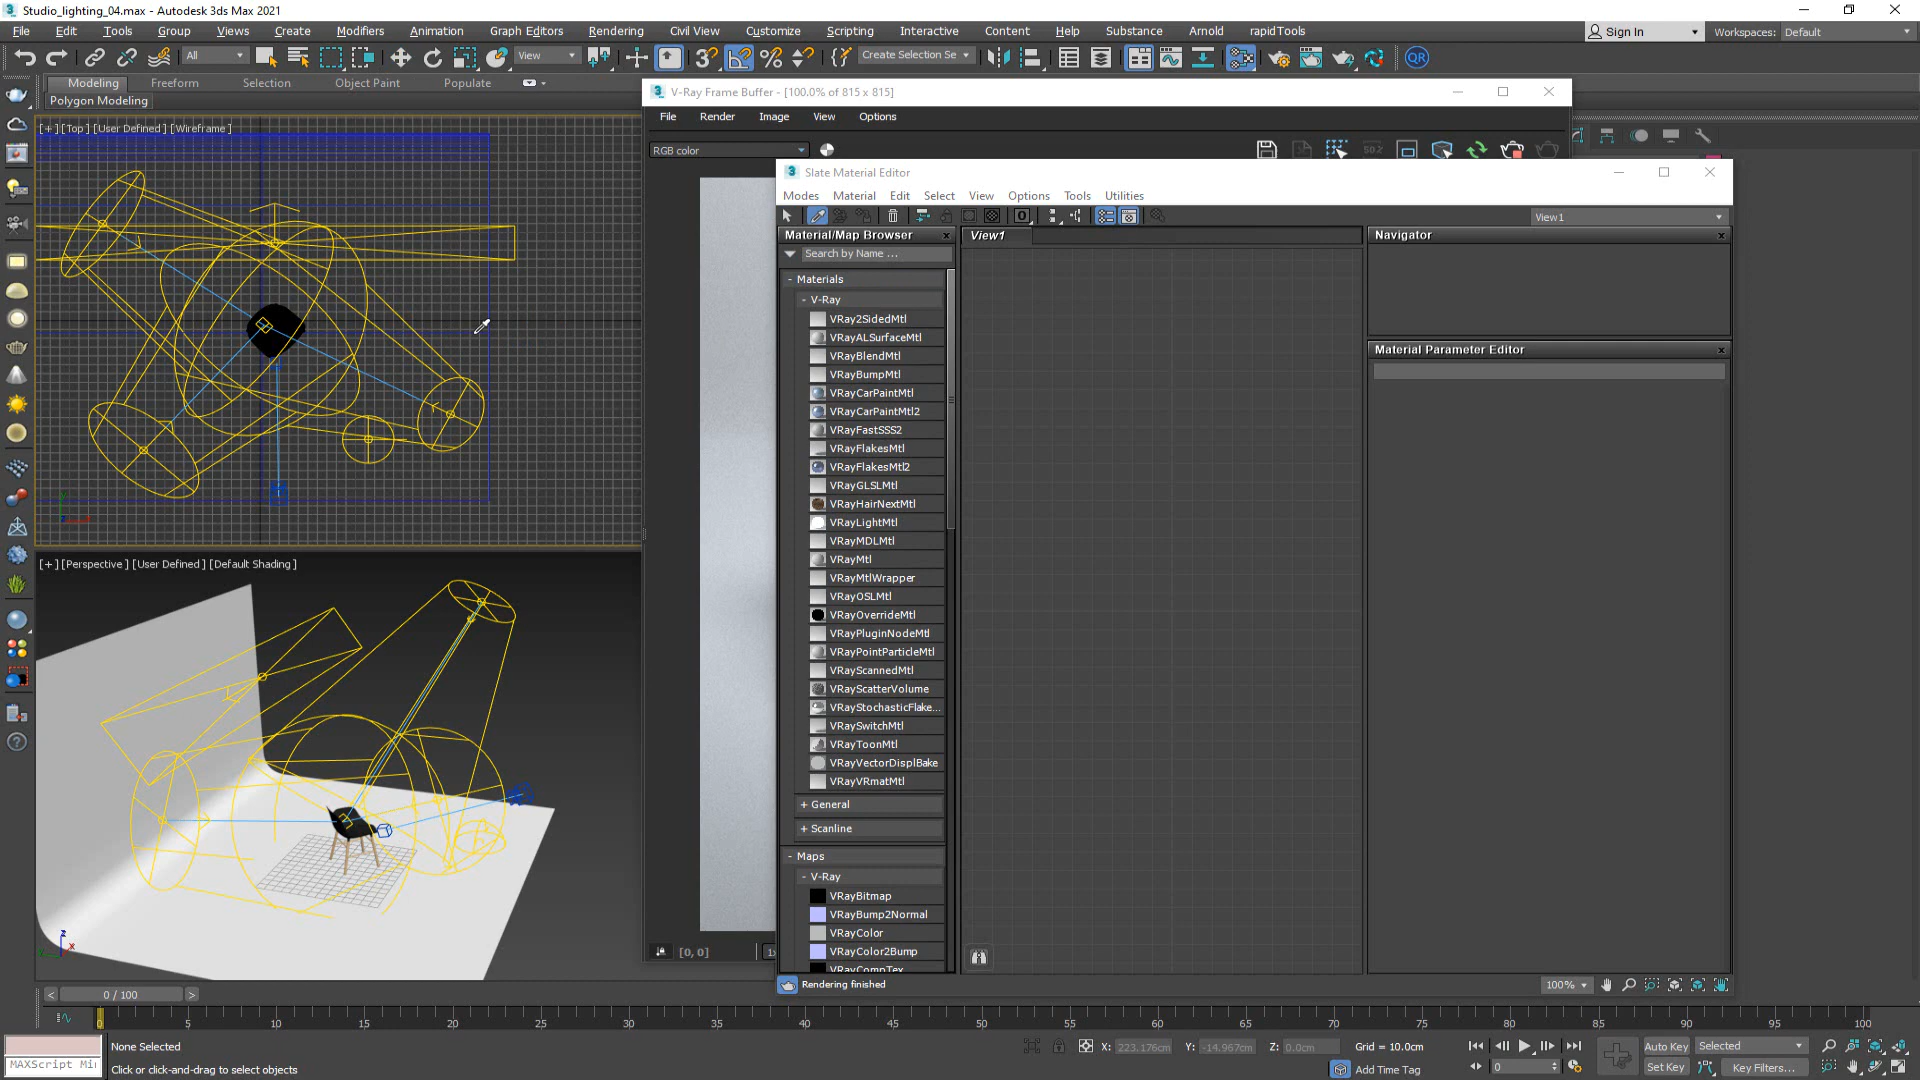 Studio_lighting_04.max - Autodesk 3ds Max 2021
File Edit Tools Group Views Create Modifiers Animation Graph Editors Rendering Civil View Customize Scripting Interactive Content Help Substance Arnold rapidTools
Sign In Workspaces: Default
All View Create Selection Se
Modeling Freeform Selection Object Paint Populate
Polygon Modeling
[+] [Top] [User Defined] [Wireframe]
V-Ray Frame Buffer - [100.0% of 815 x 815]
File Render Image View Options
RGB color
Slate Material Editor
Modes Material Edit Select View Options Tools Utilities
View1
Material/Map Browser
Search by Name ...
View1
Navigator
Material Parameter Editor
- Materials
- V-Ray
VRay2SidedMtl
VRayALSurfaceMtl
VRayBlendMtl
VRayBumpMtl
VRayCarPaintMtl
VRayCarPaintMtl2
VRayFastSSS2
VRayFlakesMtl
VRayFlakesMtl2
VRayGLSLMtl
VRayHairNextMtl
VRayLightMtl
VRayMDLMtl
VRayMtl
VRayMtlWrapper
VRayOSLMtl
VRayOverrideMtl
VRayPluginNodeMtl
VRayPointParticleMtl
VRayScannedMtl
VRayScatterVolume
VRayStochasticFlake...
VRaySwitchMtl
VRayToonMtl
VRayVectorDisplBake
VRayVRmatMtl
+ General
+ Scanline
- Maps
- V-Ray
VRayBitmap
VRayBump2Normal
VRayColor
VRayColor2Bump
VRayCompTex
[+] [Perspective] [User Defined] [Default Shading]
[0, 0]
Rendering finished
100%
0 / 100
0 5 10 15 20 25 30 35 40 45 50 55 60 65 70 75 80 85 90 95 100
None Selected
MAXScript Mi
Click or click-and-drag to select objects
X: 223.176cm Y: -14.967cm Z: 0.0cm
Grid = 10.0cm
Add Time Tag
0
Auto Key Selected
Set Key Key Filters...